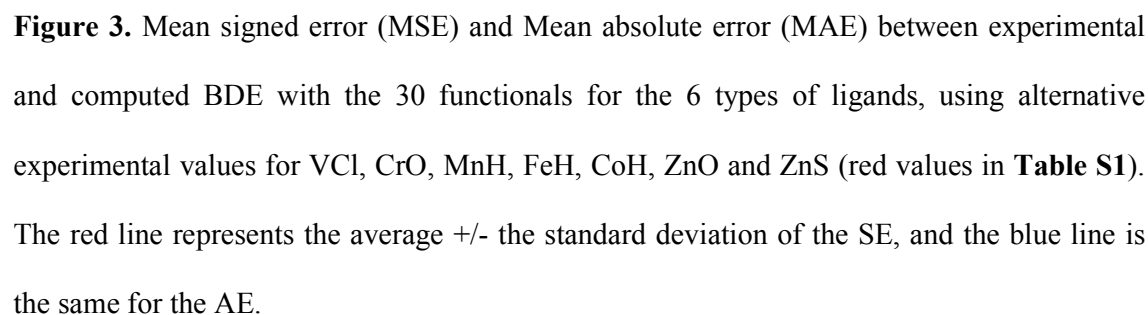 Figure 3. Mean signed error (MSE) and Mean absolute error (MAE) between experimental
and computed BDE with the 30 functionals for the 6 types of ligands, using alternative
experimental values for VCl, CrO, MnH, FeH, CoH, ZnO and ZnS (red values in Table S1).
The red line represents the average +/- the standard deviation of the SE, and the blue line is
the same for the AE.